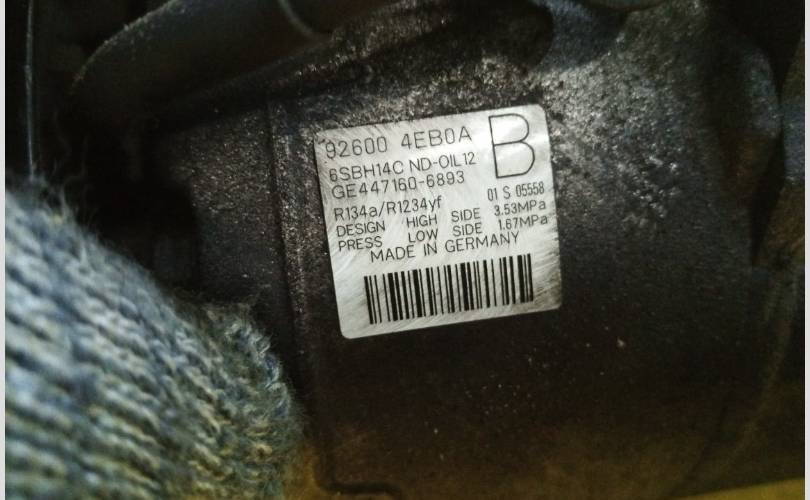 92600 4EB0A B
6SBH14C ND-OIL12
GE447160-6893
01 S 05558
R134a/R1234yf
DESIGN HIGH SIDE 3.53MPa
PRESS LOW SIDE 1.67MPa
MADE IN GERMANY